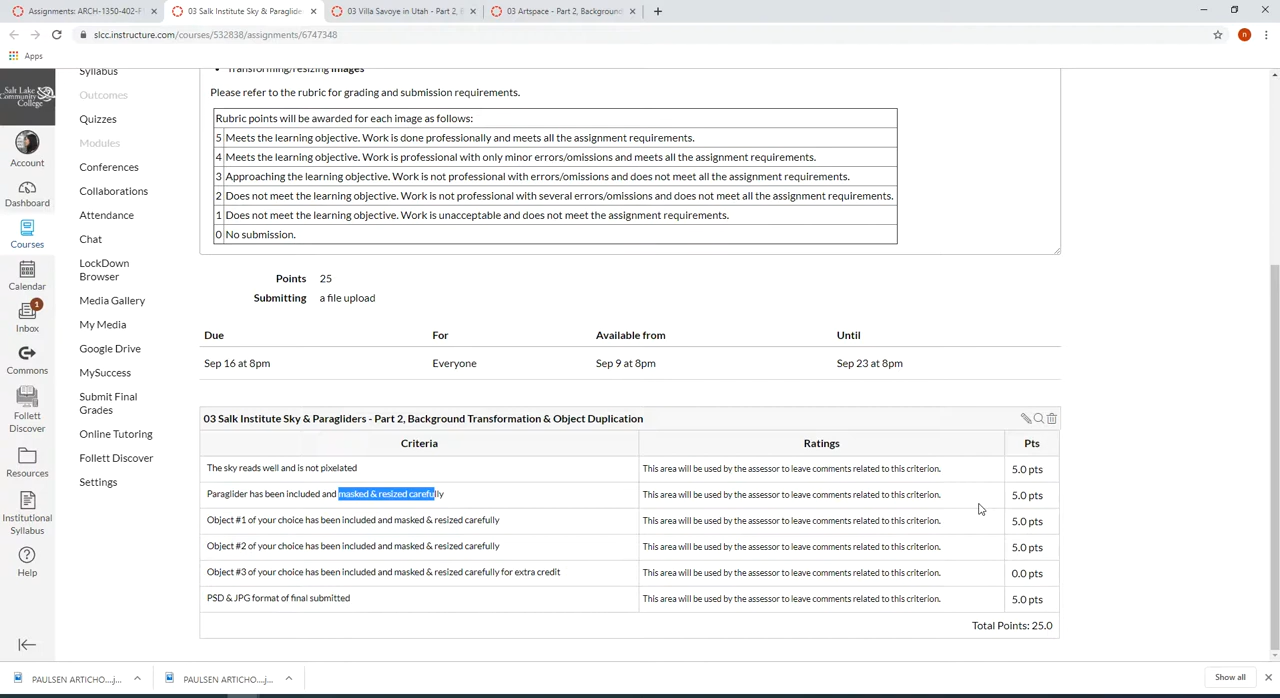 Assignments: ARCH-1350-402-F
03 Salk Institute Sky & Paraglider
03 Villa Savoye in Utah - Part 2,
03 Artspace - Part 2, Background
slcc.instructure.com/courses/532838/assignments/6747348
n
Apps
Salt Lake
Community
College
Account
Dashboard
Courses
Calendar
1
Inbox
Commons
Follett
Discover
Resources
Institutional
Syllabus
Help
Syllabus
Outcomes
Quizzes
Modules
Conferences
Collaborations
Attendance
Chat
LockDown
Browser
Media Gallery
My Media
Google Drive
MySuccess
Submit Final
Grades
Online Tutoring
Follett Discover
Settings
Transforming/resizing images
Please refer to the rubric for grading and submission requirements.
Rubric points will be awarded for each image as follows:
5 Meets the learning objective. Work is done professionally and meets all the assignment requirements.
4 Meets the learning objective. Work is professional with only minor errors/omissions and meets all the assignment requirements.
3 Approaching the learning objective. Work is not professional with errors/omissions and does not meet all the assignment requirements.
2 Does not meet the learning objective. Work is not professional with several errors/omissions and does not meet all the assignment requirements.
1 Does not meet the learning objective. Work is unacceptable and does not meet the assignment requirements.
0 No submission.
Points 25
Submitting a file upload
Due For Available from Until
Sep 16 at 8pm Everyone Sep 9 at 8pm Sep 23 at 8pm
03 Salk Institute Sky & Paragliders - Part 2, Background Transformation & Object Duplication
Criteria Ratings Pts
The sky reads well and is not pixelated This area will be used by the assessor to leave comments related to this criterion. 5.0 pts
Paraglider has been included and masked & resized carefully This area will be used by the assessor to leave comments related to this criterion. 5.0 pts
Object #1 of your choice has been included and masked & resized carefully This area will be used by the assessor to leave comments related to this criterion. 5.0 pts
Object #2 of your choice has been included and masked & resized carefully This area will be used by the assessor to leave comments related to this criterion. 5.0 pts
Object #3 of your choice has been included and masked & resized carefully for extra credit This area will be used by the assessor to leave comments related to this criterion. 0.0 pts
PSD & JPG format of final submitted This area will be used by the assessor to leave comments related to this criterion. 5.0 pts
Total Points: 25.0
PAULSEN ARTICHO....j...
PAULSEN ARTICHO....j...
Show all